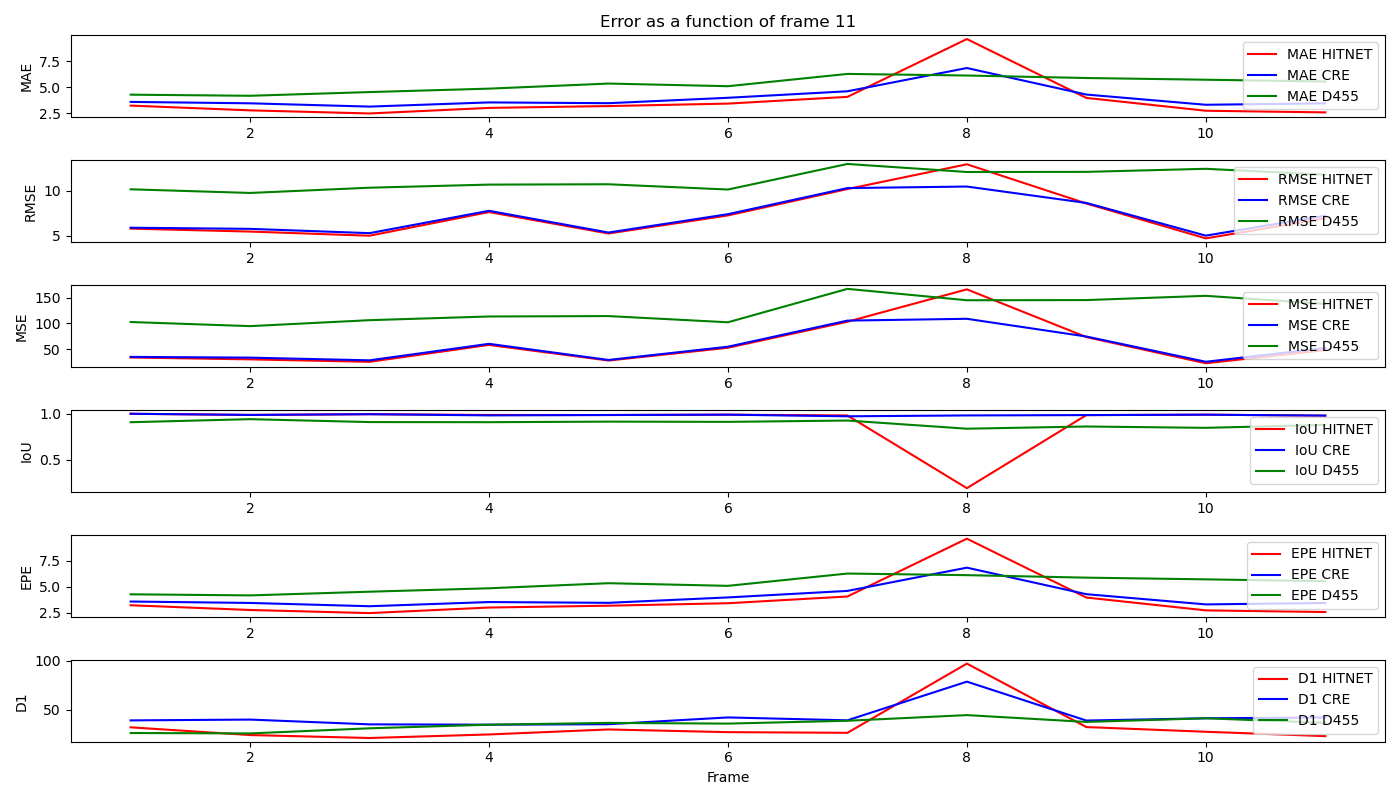 Error as a function of frame 11
MAE
7.5
5.0
2.5
MAE HITNET
MAE CRE
MAE D455
2 4 6 8 10
RMSE
10
5
RMSE HITNET
RMSE CRE
RMSE D455
2 4 6 8 10
MSE
150
100
50
MSE HITNET
MSE CRE
MSE D455
2 4 6 8 10
IoU
1.0
0.5
IoU HITNET
IoU CRE
IoU D455
2 4 6 8 10
EPE
7.5
5.0
2.5
EPE HITNET
EPE CRE
EPE D455
2 4 6 8 10
D1
100
50
D1 HITNET
D1 CRE
D1 D455
2 4 6 8 10
Frame